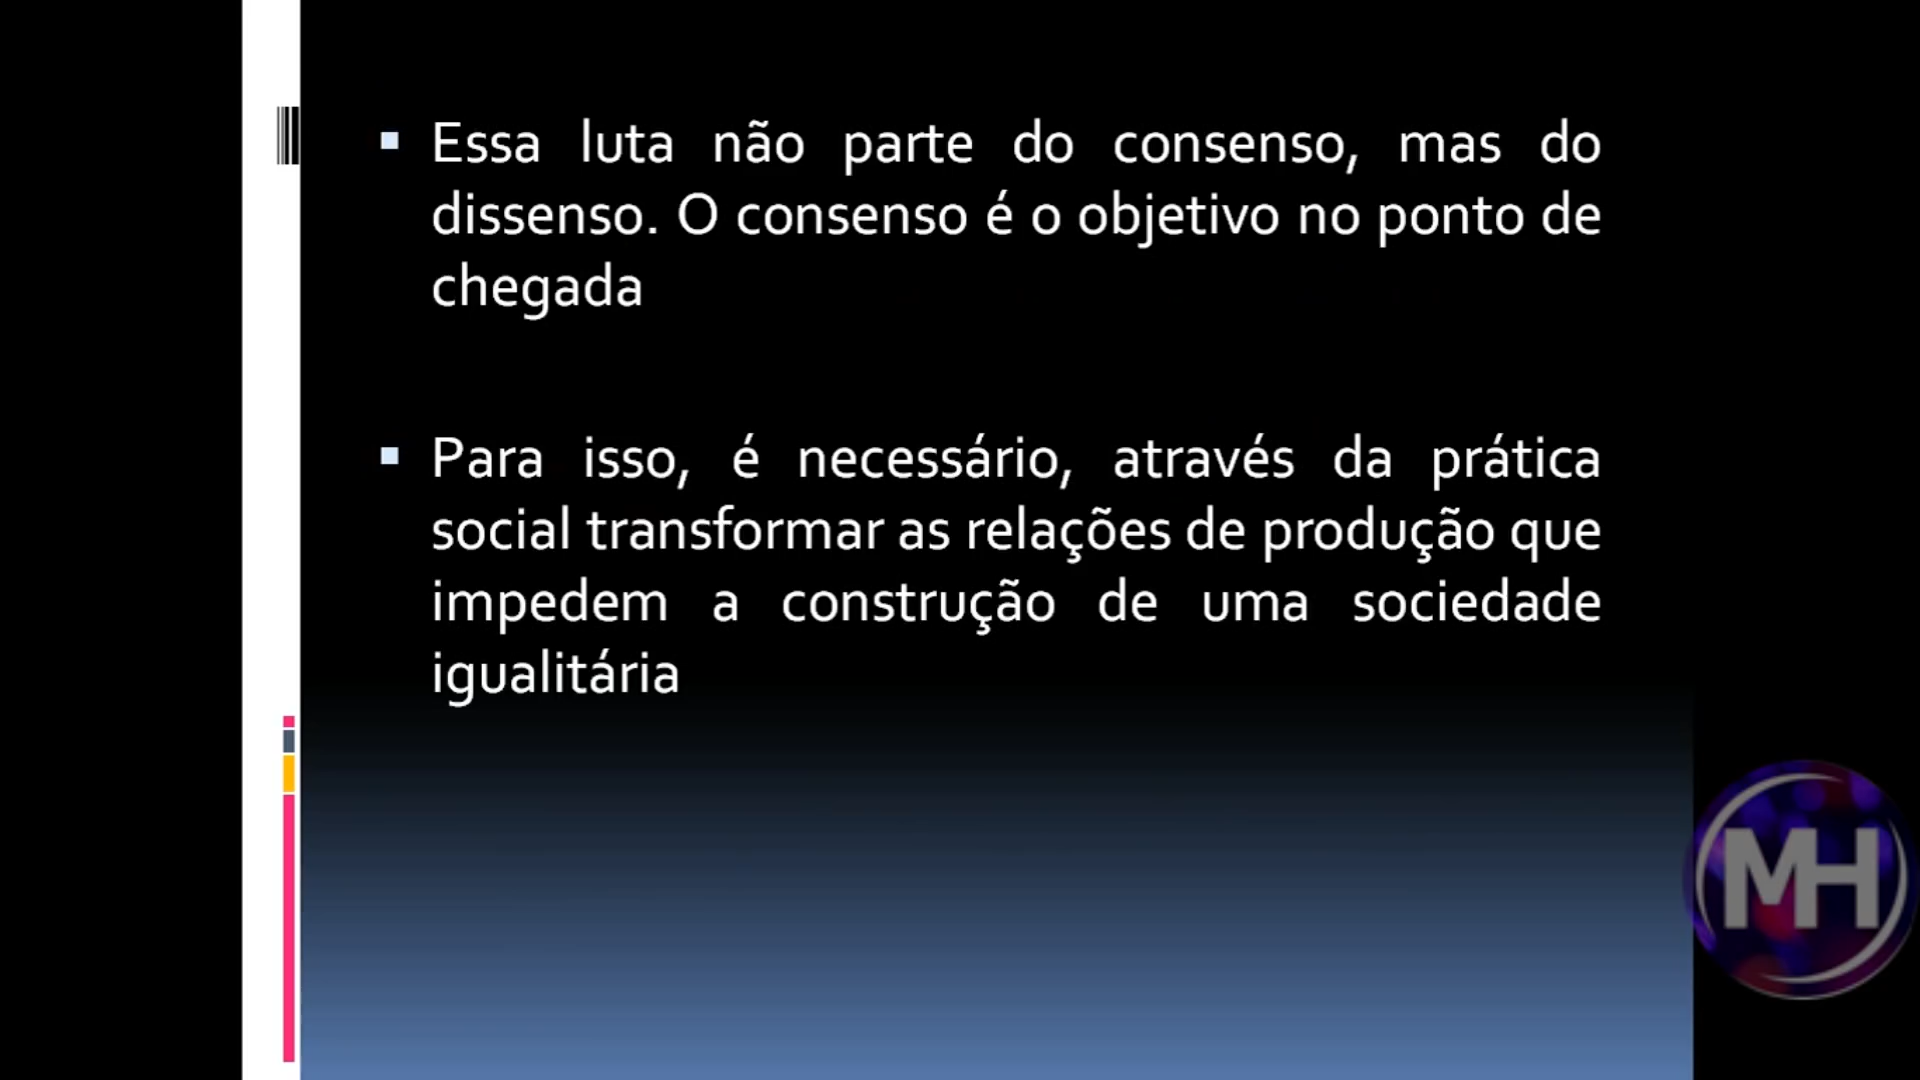 Essa luta não parte do consenso, mas do
dissenso. O consenso é o objetivo no ponto de
chegada
Para isso, é necessário, através da prática
social transformar as relações de produção que
impedem a construção de uma sociedade
igualitária
MH